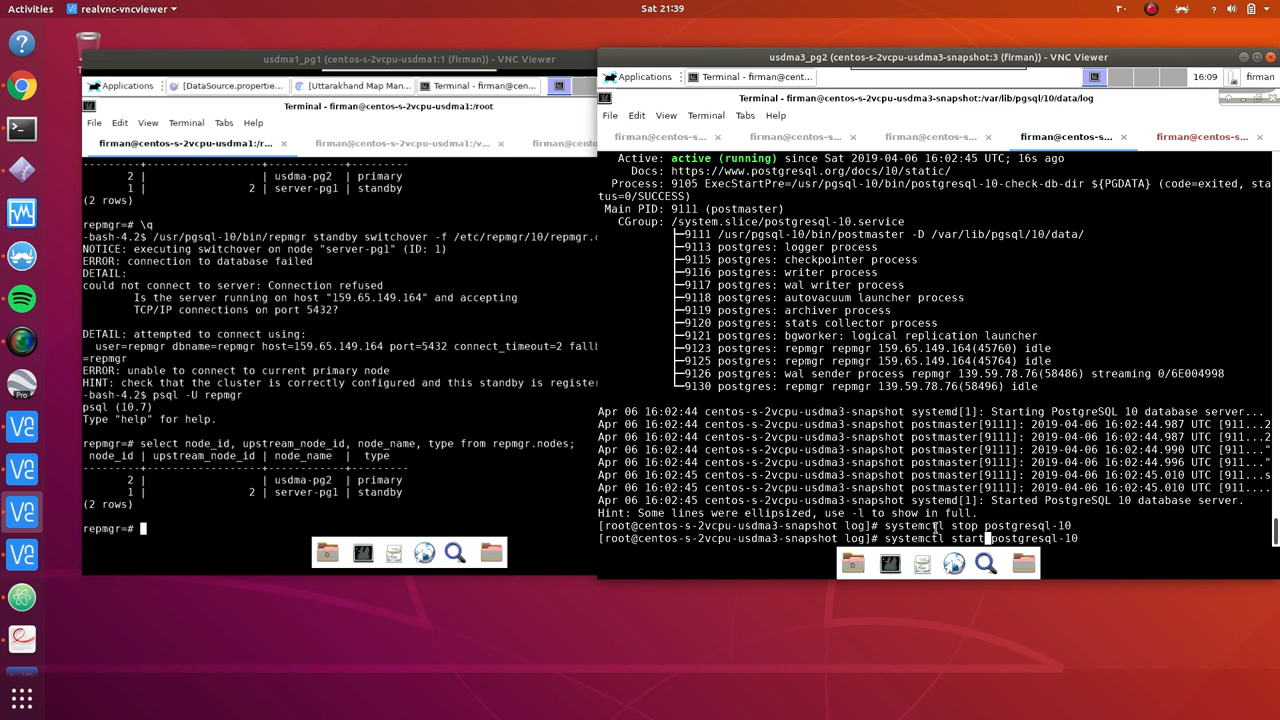 Activities
realvnc-vncviewer
Sat 21:39
usdma1_pg1 (centos-s-2vcpu-usdma1:1 (firman)) - VNC Viewer
Applications
[DataSource.propertie...
[Uttarakhand Map Man...
Terminal - firman@cen...
Terminal - firman@centos-s-2vcpu-usdma1:/root
File Edit View Terminal Tabs Help
firman@centos-s-2vcpu-usdma1:/r...
firman@centos-s-2vcpu-usdma1:/v...
firman@centos-
---------+------------------+-----------+---------
2 | | usdma-pg2 | primary
1 | 2 | server-pg1 | standby
(2 rows)
repmgr=# \q
-bash-4.2$ /usr/pgsql-10/bin/repmgr standby switchover -f /etc/repmgr/10/repmgr.c
NOTICE: executing switchover on node "server-pg1" (ID: 1)
ERROR: connection to database failed
DETAIL:
could not connect to server: Connection refused
Is the server running on host "159.65.149.164" and accepting
TCP/IP connections on port 5432?
DETAIL: attempted to connect using:
user=repmgr dbname=repmgr host=159.65.149.164 port=5432 connect_timeout=2 fallb
=repmgr
ERROR: unable to connect to current primary node
HINT: check that the cluster is correctly configured and this standby is register
-bash-4.2$ psql -U repmgr
psql (10.7)
Type "help" for help.
repmgr=# select node_id, upstream_node_id, node_name, type from repmgr.nodes;
node_id | upstream_node_id | node_name | type
---------+------------------+------------+---------
2 | | usdma-pg2 | primary
1 | 2 | server-pg1 | standby
(2 rows)
repmgr=#
usdma3_pg2 (centos-s-2vcpu-usdma3-snapshot:3 (firman)) - VNC Viewer
Applications
Terminal - firman@cent...
16:09
firman
Terminal - firman@centos-s-2vcpu-usdma3-snapshot:/var/lib/pgsql/10/data/log
File Edit View Terminal Tabs Help
firman@centos-s...
firman@centos-s...
firman@centos-s...
firman@centos-s...
firman@centos-s...
Active: active (running) since Sat 2019-04-06 16:02:45 UTC; 16s ago
Docs: https://www.postgresql.org/docs/10/static/
Process: 9105 ExecStartPre=/usr/pgsql-10/bin/postgresql-10-check-db-dir ${PGDATA} (code=exited, sta
tus=0/SUCCESS)
Main PID: 9111 (postmaster)
CGroup: /system.slice/postgresql-10.service
├─9111 /usr/pgsql-10/bin/postmaster -D /var/lib/pgsql/10/data/
├─9113 postgres: logger process
├─9115 postgres: checkpointer process
├─9116 postgres: writer process
├─9117 postgres: wal writer process
├─9118 postgres: autovacuum launcher process
├─9119 postgres: archiver process
├─9120 postgres: stats collector process
├─9121 postgres: bgworker: logical replication launcher
├─9123 postgres: repmgr repmgr 159.65.149.164(45760) idle
├─9125 postgres: repmgr repmgr 159.65.149.164(45764) idle
├─9126 postgres: wal sender process repmgr 139.59.78.76(58486) streaming 0/6E004998
└─9130 postgres: repmgr repmgr 139.59.78.76(58496) idle
Apr 06 16:02:44 centos-s-2vcpu-usdma3-snapshot systemd[1]: Starting PostgreSQL 10 database server...
Apr 06 16:02:44 centos-s-2vcpu-usdma3-snapshot postmaster[9111]: 2019-04-06 16:02:44.987 UTC [911...2
Apr 06 16:02:44 centos-s-2vcpu-usdma3-snapshot postmaster[9111]: 2019-04-06 16:02:44.987 UTC [911...2
Apr 06 16:02:44 centos-s-2vcpu-usdma3-snapshot postmaster[9111]: 2019-04-06 16:02:44.990 UTC [911..."
Apr 06 16:02:44 centos-s-2vcpu-usdma3-snapshot postmaster[9111]: 2019-04-06 16:02:44.996 UTC [911..."
Apr 06 16:02:45 centos-s-2vcpu-usdma3-snapshot postmaster[9111]: 2019-04-06 16:02:45.010 UTC [911...s
Apr 06 16:02:45 centos-s-2vcpu-usdma3-snapshot postmaster[9111]: 2019-04-06 16:02:45.010 UTC [911...
Apr 06 16:02:45 centos-s-2vcpu-usdma3-snapshot systemd[1]: Started PostgreSQL 10 database server.
Hint: Some lines were ellipsized, use -l to show in full.
[root@centos-s-2vcpu-usdma3-snapshot log]# systemctl stop postgresql-10
[root@centos-s-2vcpu-usdma3-snapshot log]# systemctl start postgresql-10